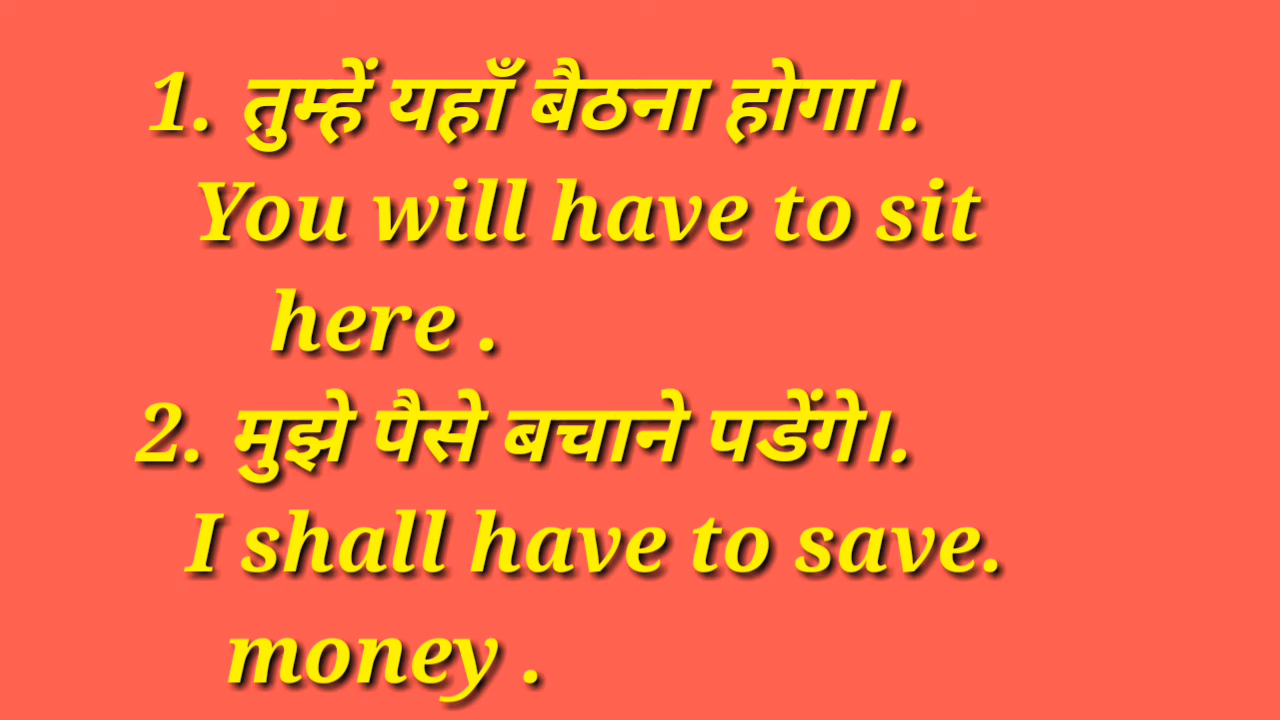 1. तुम्हें यहाँ बैठना होगा।.
You will have to sit
here .
2. मुझे पैसे बचाने पडेंगे।.
I shall have to save.
money .